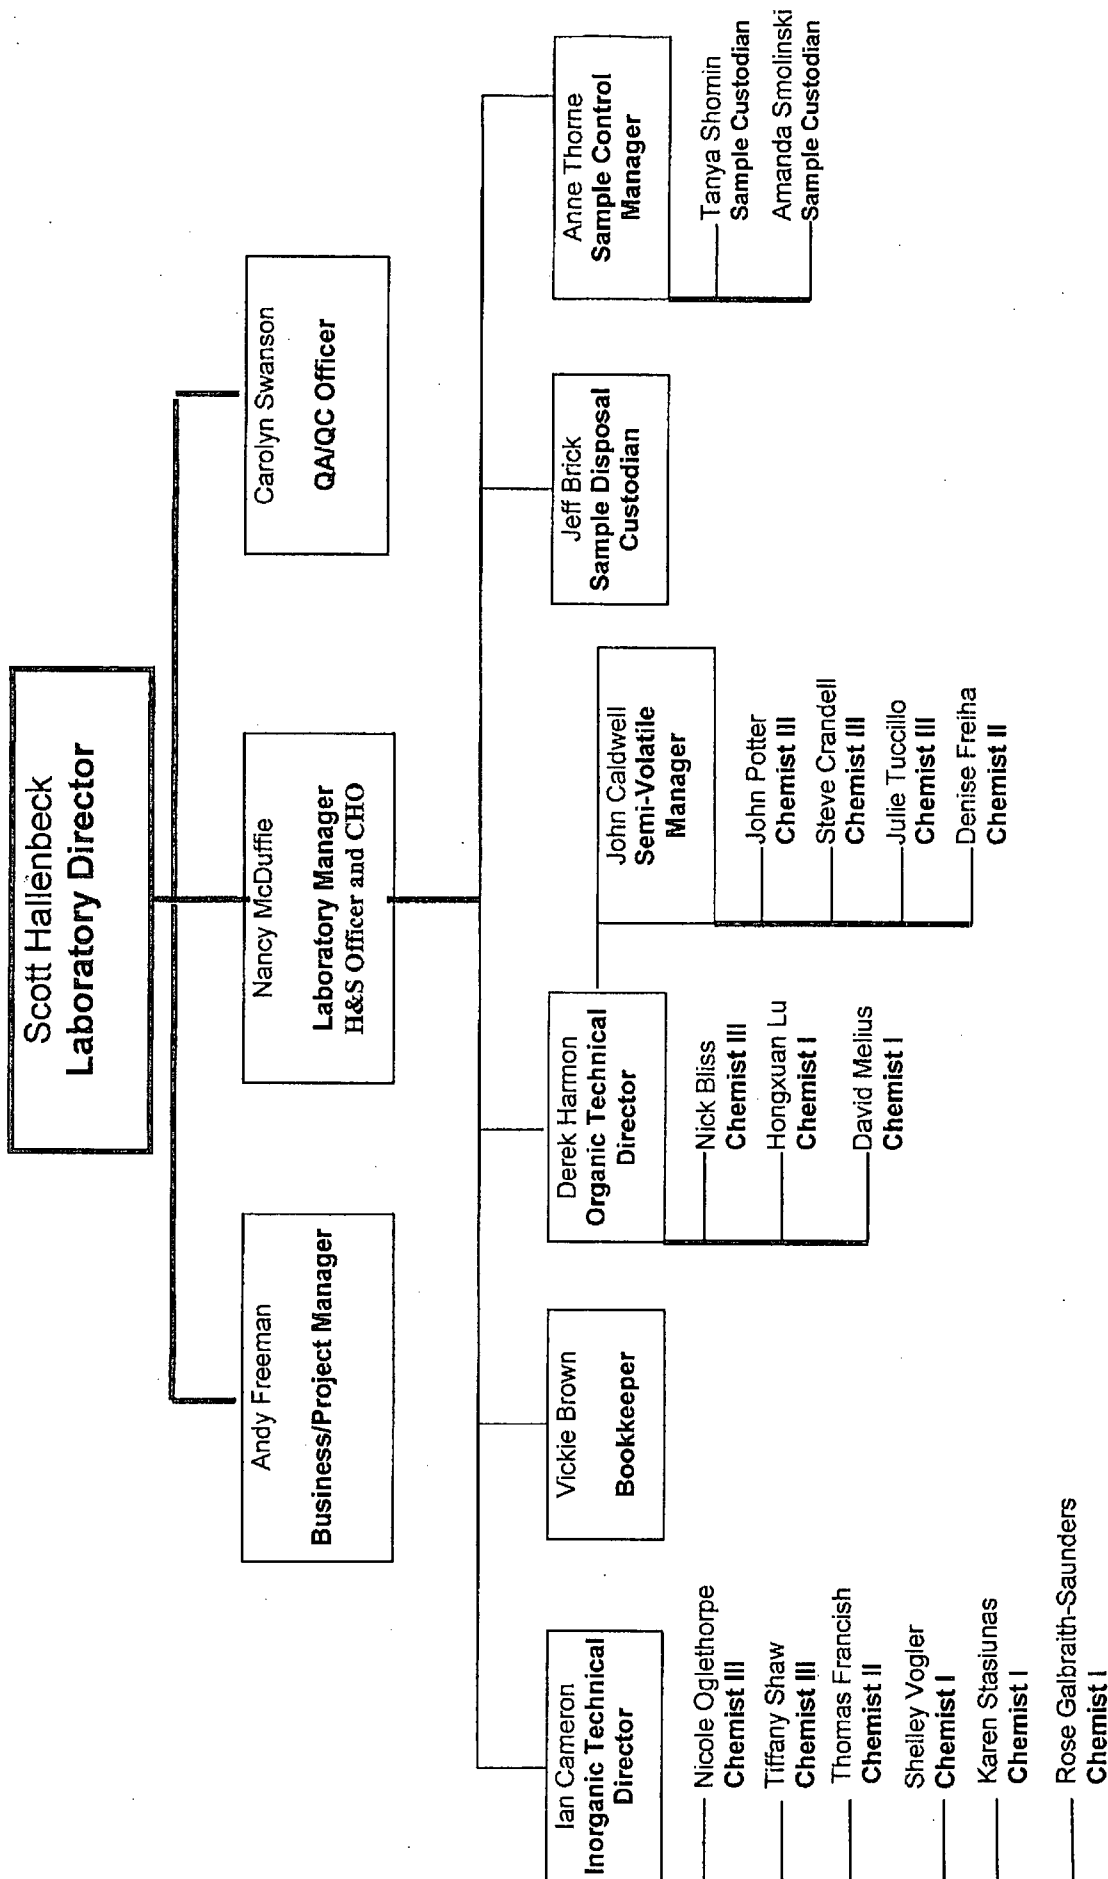 Scott Hallenbeck
Laboratory Director
Andy Freeman
Business/Project Manager
Nancy McDuffie
Laboratory Manager
H&S Officer and CHO
Carolyn Swanson
QA/QC Officer
Ian Cameron
Inorganic Technical
Director
Nicole Oglethorpe
Chemist III
Tiffany Shaw
Chemist III
Thomas Francish
Chemist II
Shelley Vogler
Chemist I
Karen Stasiunas
Chemist I
Rose Galbraith-Saunders
Chemist I
Vickie Brown
Bookkeeper
Derek Harmon
Organic Technical
Director
Nick Bliss
Chemist III
Hongxuan Lu
Chemist I
David Melius
Chemist I
John Caldwell
Semi-Volatile
Manager
John Potter
Chemist III
Steve Crandell
Chemist III
Julie Tuccillo
Chemist III
Denise Freiha
Chemist II
Jeff Brick
Sample Disposal
Custodian
Anne Thorne
Sample Control
Manager
Tanya Shomin
Sample Custodian
Amanda Smolinski
Sample Custodian